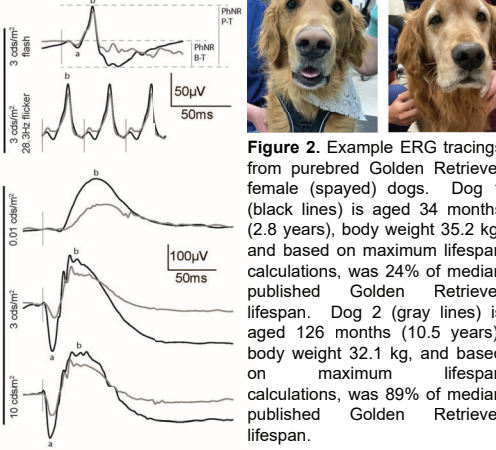 b
PhNR
P-T
PhNR
B-T
a
3 cds/m²
flash
b
3 cds/m²
28.3Hz flicker
50µV
50ms
b
0.01 cds/m²
100µV
50ms
b
3 cds/m²
a
b
10 cds/m²
a
Figure 2. Example ERG tracings
from purebred Golden Retrieve
female (spayed) dogs. Dog
(black lines) is aged 34 months
(2.8 years), body weight 35.2 kg
and based on maximum lifespan
calculations, was 24% of median
published Golden Retrieve
lifespan. Dog 2 (gray lines) is
aged 126 months (10.5 years)
body weight 32.1 kg, and based
on maximum lifespan
calculations, was 89% of median
published Golden Retrieve
lifespan.